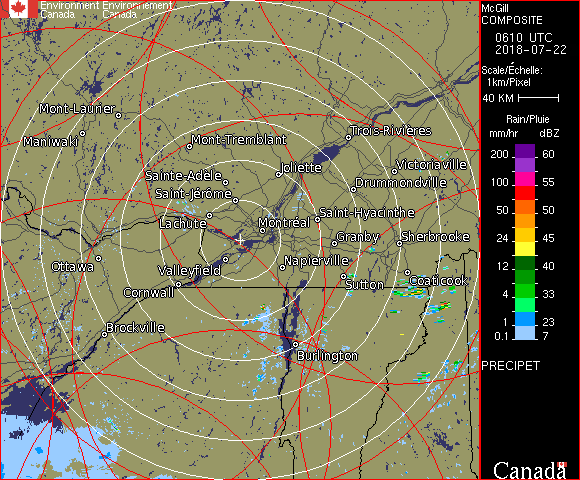 Environment Environnement
Canada Canada
McGill
COMPOSITE
0610 UTC
2018-07-22
Scale/Échelle:
1km/Pixel
40 KM
Rain/Pluie
mm/hr dBZ
200 60
150 57
100 55
50 50
24 45
12 40
4 33
1 23
0.1 7
PRECIPET
Canada
Mont-Laurier
Maniwaki
Mont-Tremblant
Trois-Rivières
Joliette
Victoriaville
Sainte-Adèle
Drummondville
Saint-Jérôme
Saint-Hyacinthe
Lachute
Montréal
Granby
Sherbrooke
Ottawa
Valleyfield
Napierville
Cornwall
Sutton
Coaticook
Brockville
Burlington